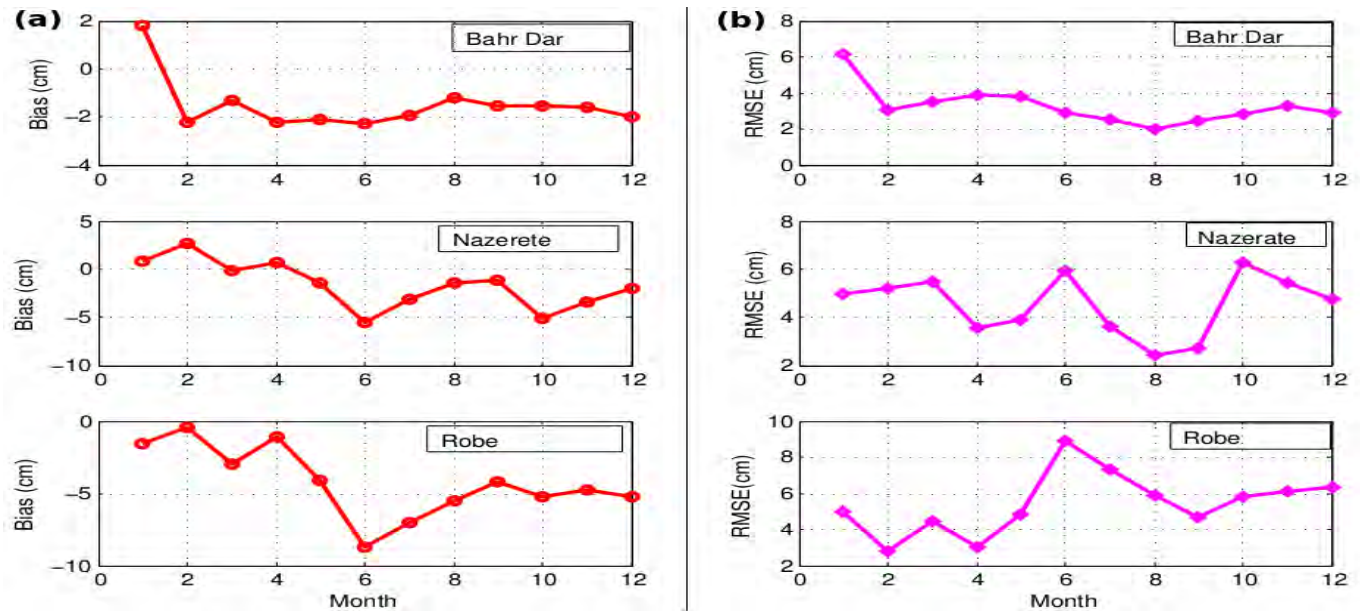 (a)
2
0
−2
−4
Bias (cm)
Bahr Dar
0 2 4 6 8 10 12
5
0
−5
−10
Bias (cm)
Nazerete
0 2 4 6 8 10 12
0
−5
−10
Bias (cm)
Robe
0 2 4 6 8 10 12
Month
(b)
8
6
4
2
0
RMSE (cm)
Bahr Dar
0 2 4 6 8 10 12
8
6
4
2
RMSE (cm)
Nazerate
0 2 4 6 8 10 12
10
8
6
4
2
RMSE(cm)
Robe
0 2 4 6 8 10 12
Month